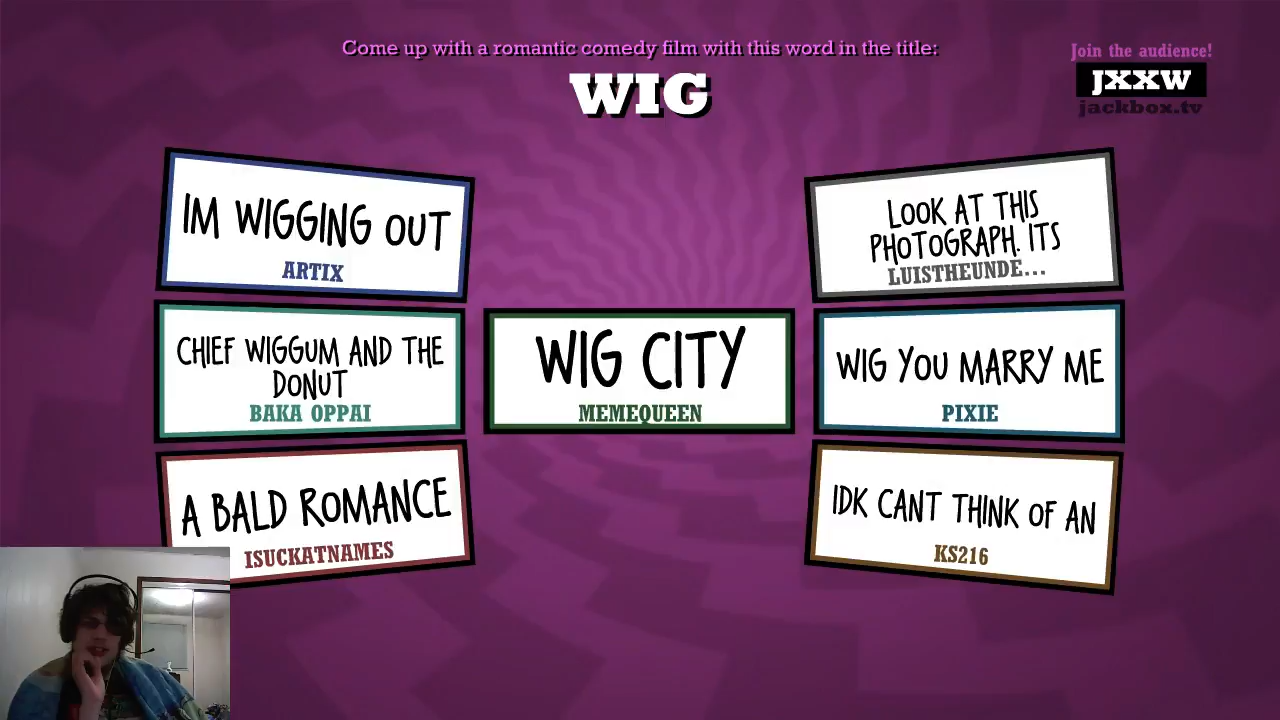 Come up with a romantic comedy film with this word in the title:
WIG
Join the audience!
JXXW
jackbox.tv
IM WIGGING OUT
ARTIX
CHIEF WIGGUM AND THE
DONUT
BAKA OPPAI
A BALD ROMANCE
ISUCKATNAMES
WIG CITY
MEMEQUEEN
LOOK AT THIS
PHOTOGRAPH. ITS
LUISTHEUNDE...
WIG YOU MARRY ME
PIXIE
IDK CANT THINK OF AN
KS216